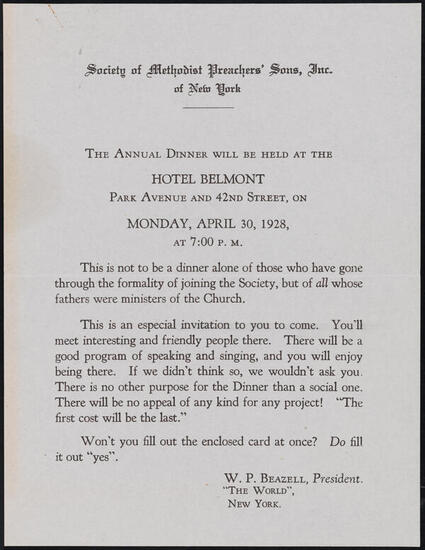 Society of Methodist Preachers' Sons, Inc.
of New York
The Annual Dinner will be held at the
HOTEL BELMONT
Park Avenue and 42nd Street, on
MONDAY, APRIL 30, 1928,
at 7:00 p. m.
This is not to be a dinner alone of those who have gone
through the formality of joining the Society, but of all whose
fathers were ministers of the Church.
This is an especial invitation to you to come. You'll
meet interesting and friendly people there. There will be a
good program of speaking and singing, and you will enjoy
being there. If we didn't think so, we wouldn't ask you.
There is no other purpose for the Dinner than a social one.
There will be no appeal of any kind for any project! "The
first cost will be the last."
Won't you fill out the enclosed card at once? Do fill
it out "yes".
W. P. Beazell, President.
"The World",
New York.